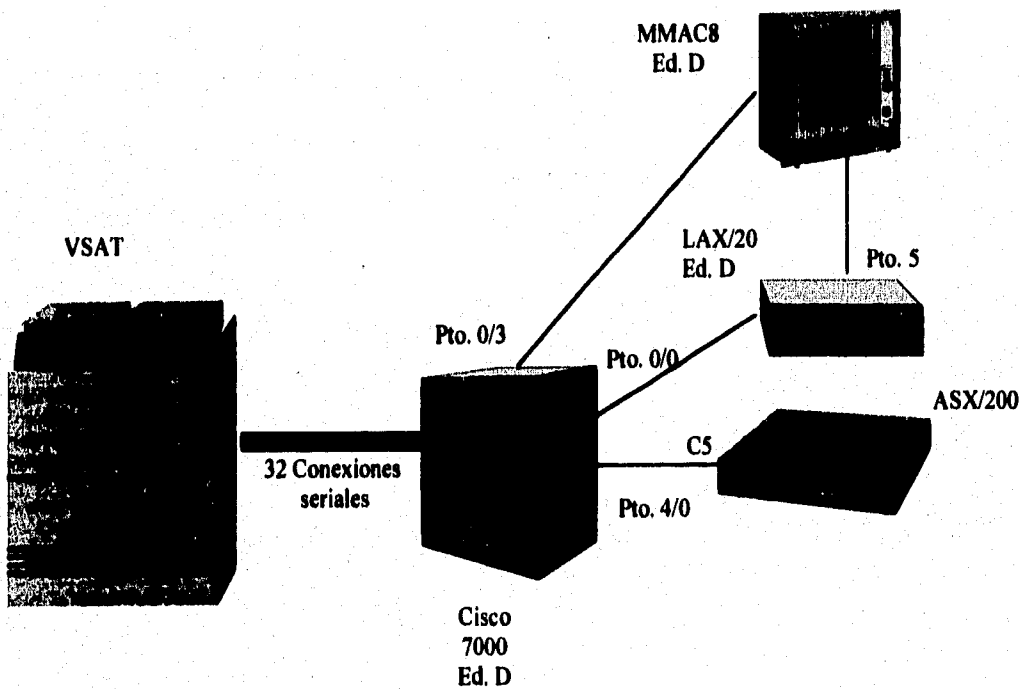 MMAC8
Ed. D
VSAT
LAX/20
Ed. D
Pto. 5
Pto. 0/3
Pto. 0/0
ASX/200
C5
32 Conexiones
seriales
Pto. 4/0
Cisco
7000
Ed. D